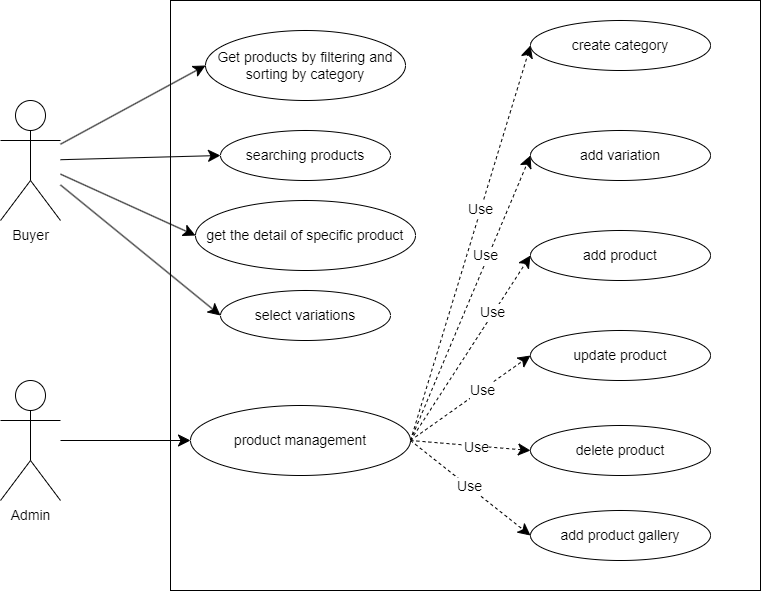 Get products by filtering and
sorting by category
create category
searching products
add variation
Use
Buyer
get the detail of specific product
Use
add product
select variations
Use
update product
Use
product management
Use
delete product
Use
Admin
add product gallery